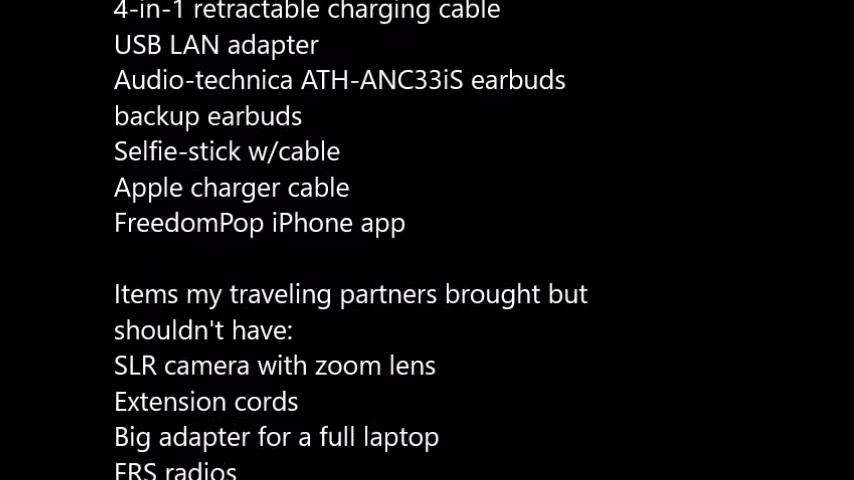 4-in-1 retractable charging cable
USB LAN adapter
Audio-technica ATH-ANC33iS earbuds
backup earbuds
Selfie-stick w/cable
Apple charger cable
FreedomPop iPhone app
Items my traveling partners brought but
shouldn't have:
SLR camera with zoom lens
Extension cords
Big adapter for a full laptop
FRS radios